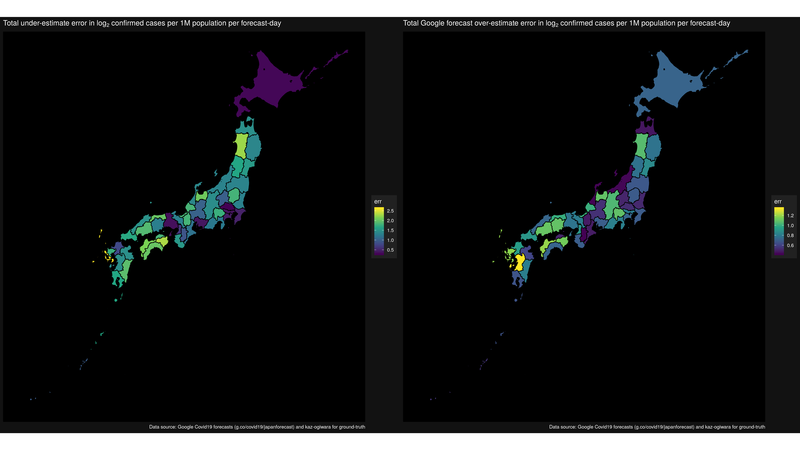 Total under-estimate error in log₂ confirmed cases per 1M population per forecast-day
err
2.5
2.0
1.5
1.0
0.5
Data source: Google Covid19 forecasts (g.co/covid19/japanforecast) and kaz-ogiwara for ground-truth
Total Google forecast over-estimate error in log₂ confirmed cases per 1M population per forecast-day
err
1.2
1.0
0.8
0.6
Data source: Google Covid19 forecasts (g.co/covid19/japanforecast) and kaz-ogiwara for ground-truth